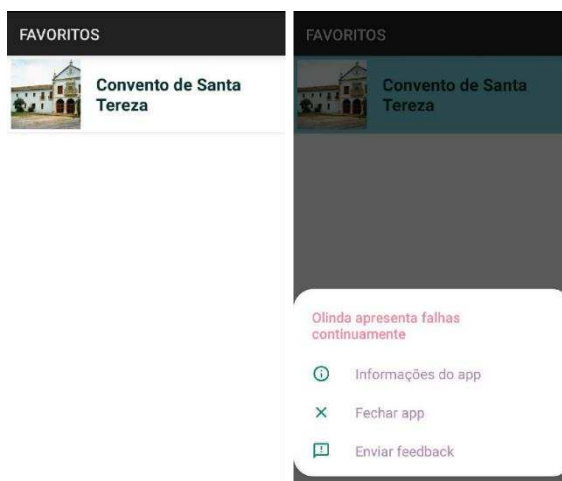 FAVORITOS
Convento de Santa
Tereza
FAVORITOS
Convento de Santa
Tereza
Olinda apresenta falhas
continuamente
Informações do app
Fechar app
Enviar feedback